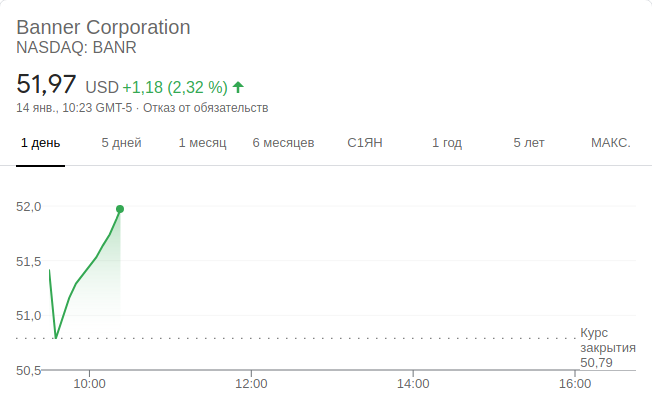 Banner Corporation
NASDAQ: BANR
51,97 USD +1,18 (2,32 %)
14 янв., 10:23 GMT-5 · Отказ от обязательств
1 день 5 дней 1 месяц 6 месяцев С1ЯН 1 год 5 лет МАКС.
52,0
51,5
51,0
Курс
закрытия
50,79
50,5
10:00 12:00 14:00 16:00